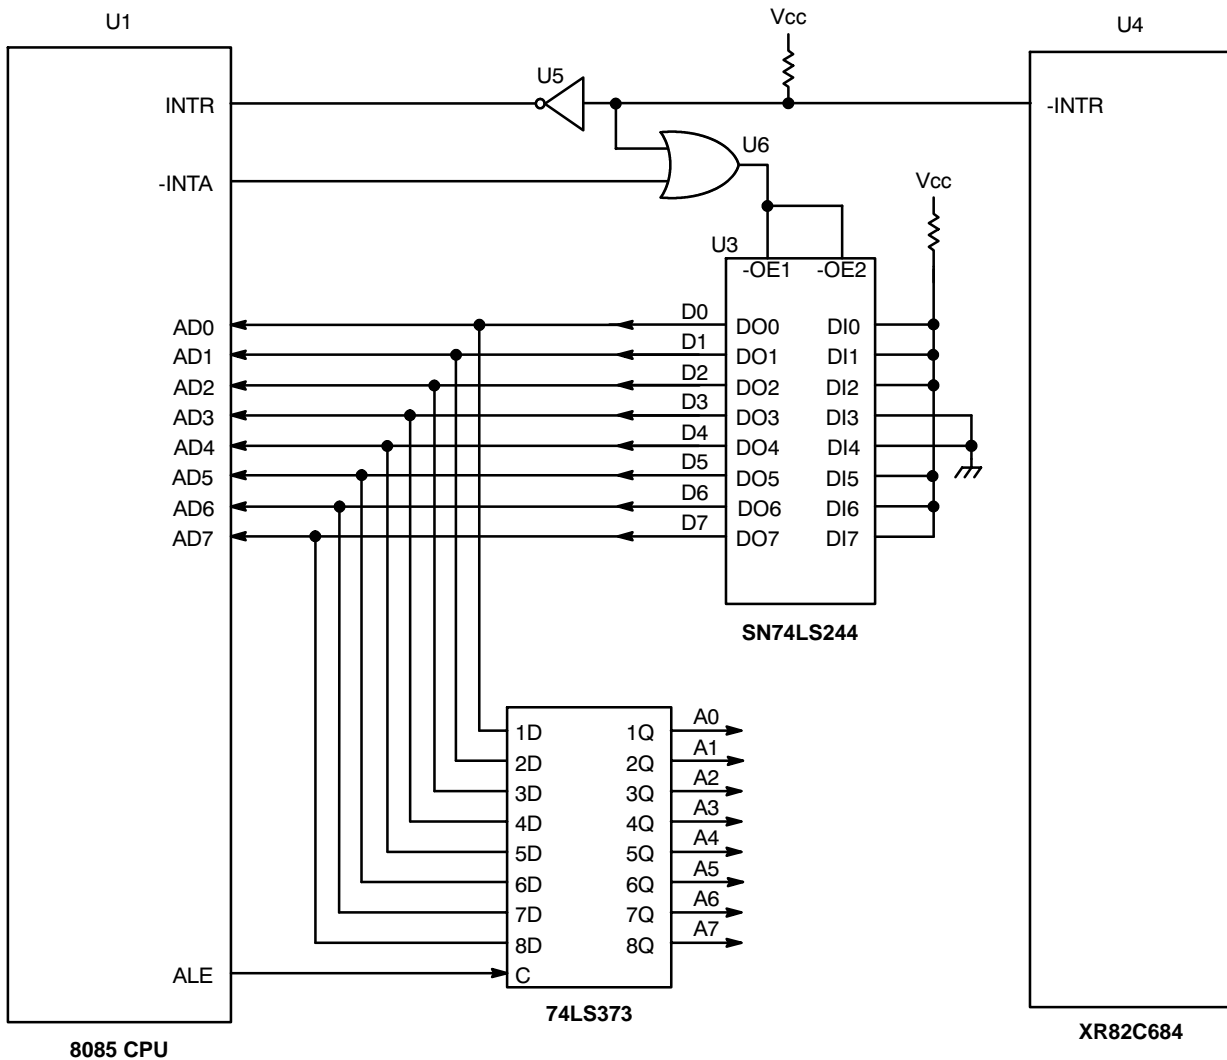 U1
Vcc
U4
INTR
U5
-INTR
U6
-INTA
Vcc
U3
-OE1
-OE2
AD0
D0
DO0
DI0
AD1
D1
DO1
DI1
AD2
D2
DO2
DI2
AD3
D3
DO3
DI3
AD4
D4
DO4
DI4
AD5
D5
DO5
DI5
AD6
D6
DO6
DI6
AD7
D7
DO7
DI7
SN74LS244
1D
1Q
A0
2D
2Q
A1
3D
3Q
A2
4D
4Q
A3
5D
5Q
A4
6D
6Q
A5
7D
7Q
A6
8D
8Q
A7
ALE
C
74LS373
8085 CPU
XR82C684